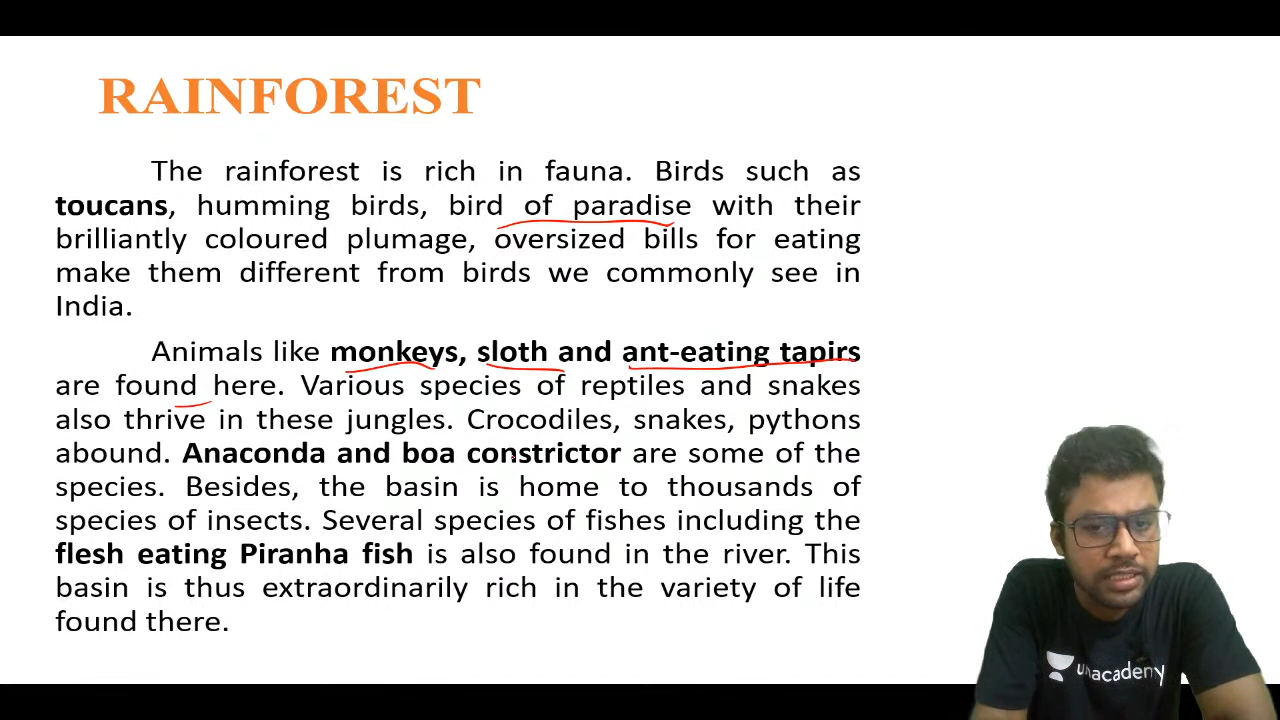 RAINFOREST
The rainforest is rich in fauna. Birds such as
toucans, humming birds, bird of paradise with their
brilliantly coloured plumage, oversized bills for eating
make them different from birds we commonly see in
India.
Animals like monkeys, sloth and ant-eating tapirs
are found here. Various species of reptiles and snakes
also thrive in these jungles. Crocodiles, snakes, pythons
abound. Anaconda and boa constrictor are some of the
species. Besides, the basin is home to thousands of
species of insects. Several species of fishes including the
flesh eating Piranha fish is also found in the river. This
basin is thus extraordinarily rich in the variety of life
found there.
unacademy